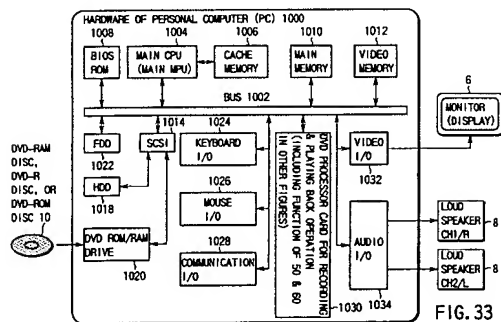 HARDWARE OF PERSONAL COMPUTER (PC) 1000
1008
1004
1006
1010
1012
BIOS
ROM
MAIN CPU
(MAIN MPU)
CACHE
MEMORY
MAIN
MEMORY
VIDEO
MEMORY
BUS 1002
6
MONITOR
(DISPLAY)
FDD
1022
1014
SCSI
1024
KEYBOARD
I/O
DVD PROCESSOR CARD FOR RECORDING
& PLAYING BACK OPERATION
(INCLUDING FUNCTION OF 50 & 60
IN OTHER FIGURES)
1030
VIDEO
I/O
1032
DVD-RAM
DISC,
DVD-R
DISC, OR
DVD-ROM
DISC 10
HDD
1018
1026
MOUSE
I/O
DVD ROM/RAM
DRIVE
1020
1028
COMMUNICATION
I/O
AUDIO
I/O
1034
LOUD
SPEAKER
CH1/R
8
LOUD
SPEAKER
CH2/L
8
FIG. 33